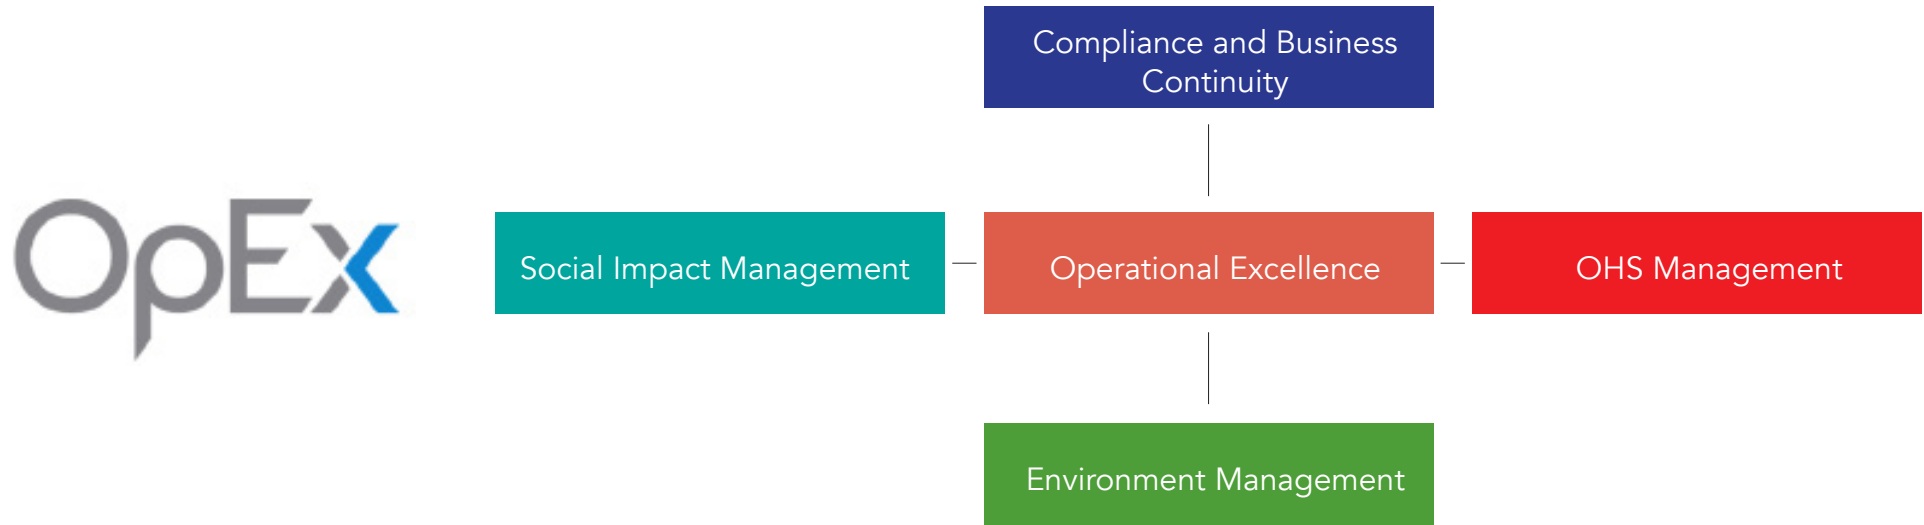 Compliance and Business
Continuity
OpEx
Social Impact Management
Operational Excellence
OHS Management
Environment Management